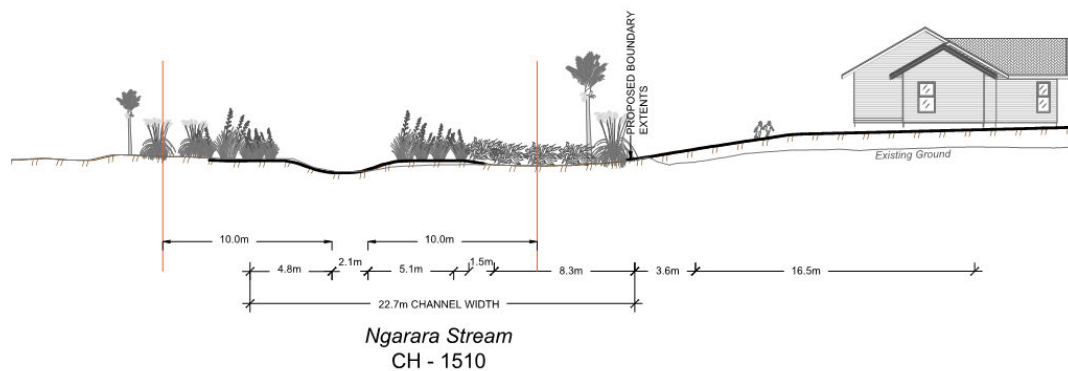 PROPOSED BOUNDARY
EXTENTS
Existing Ground
10.0m
10.0m
4.8m
2.1m
5.1m
1.5m
8.3m
3.6m
16.5m
22.7m CHANNEL WIDTH
Ngarara Stream
CH - 1510